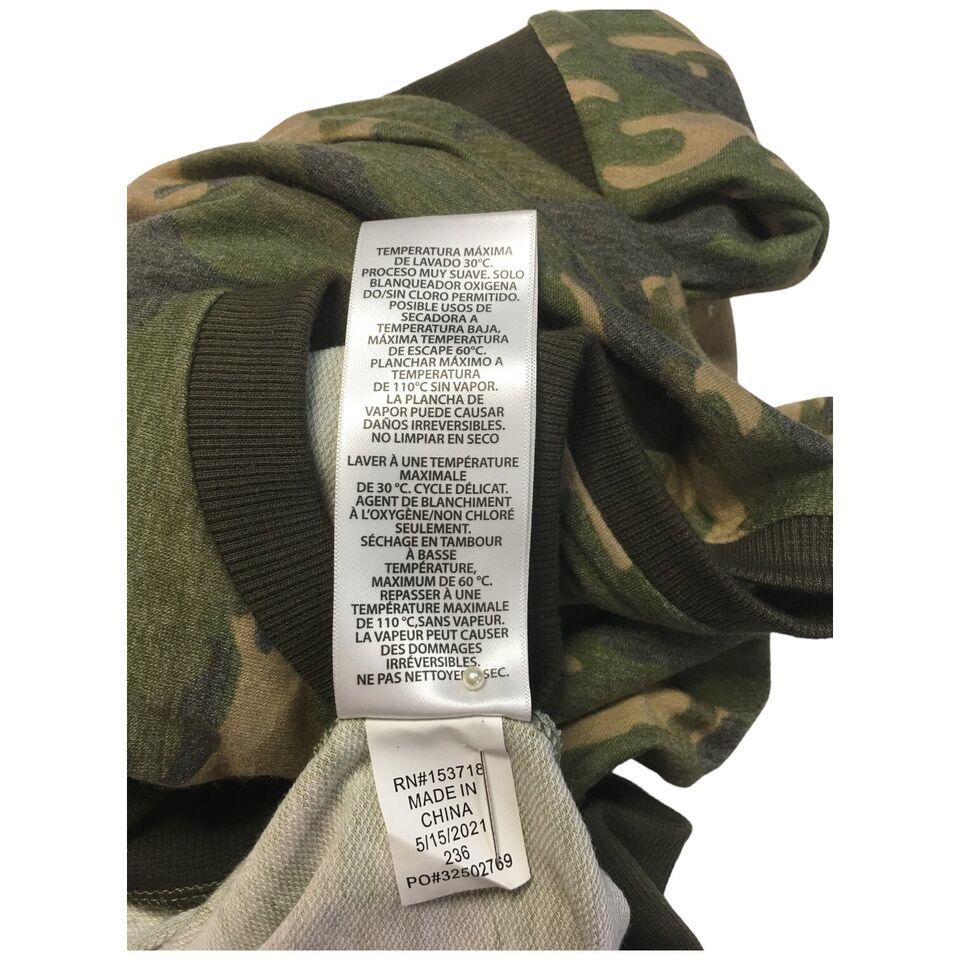 TEMPERATURA MÁXIMA
DE LAVADO 30°C.
PROCESO MUY SUAVE. SOLO
BLANQUEADOR OXIGENA
DO/SIN CLORO PERMITIDO.
POSIBLE USOS DE
SECADORA A
TEMPERATURA BAJA,
MÁXIMA TEMPERATURA
DE ESCAPE 60°C.
PLANCHAR MÁXIMO A
TEMPERATURA
DE 110°C SIN VAPOR.
LA PLANCHA DE
VAPOR PUEDE CAUSAR
DAÑOS IRREVERSIBLES.
NO LIMPIAR EN SECO
LAVER À UNE TEMPÉRATURE
MAXIMALE
DE 30 °C. CYCLE DÉLICAT.
AGENT DE BLANCHIMENT
À L'OXYGÈNE/NON CHLORÉ
SEULEMENT.
SÉCHAGE EN TAMBOUR
À BASSE
TEMPÉRATURE,
MAXIMUM DE 60 °C.
REPASSER À UNE
TEMPÉRATURE MAXIMALE
DE 110 °C,SANS VAPEUR.
LA VAPEUR PEUT CAUSER
DES DOMMAGES
IRRÉVERSIBLES.
NE PAS NETTOYER SEC.
RN#153718
MADE IN
CHINA
5/15/2021
236
PO#32502769